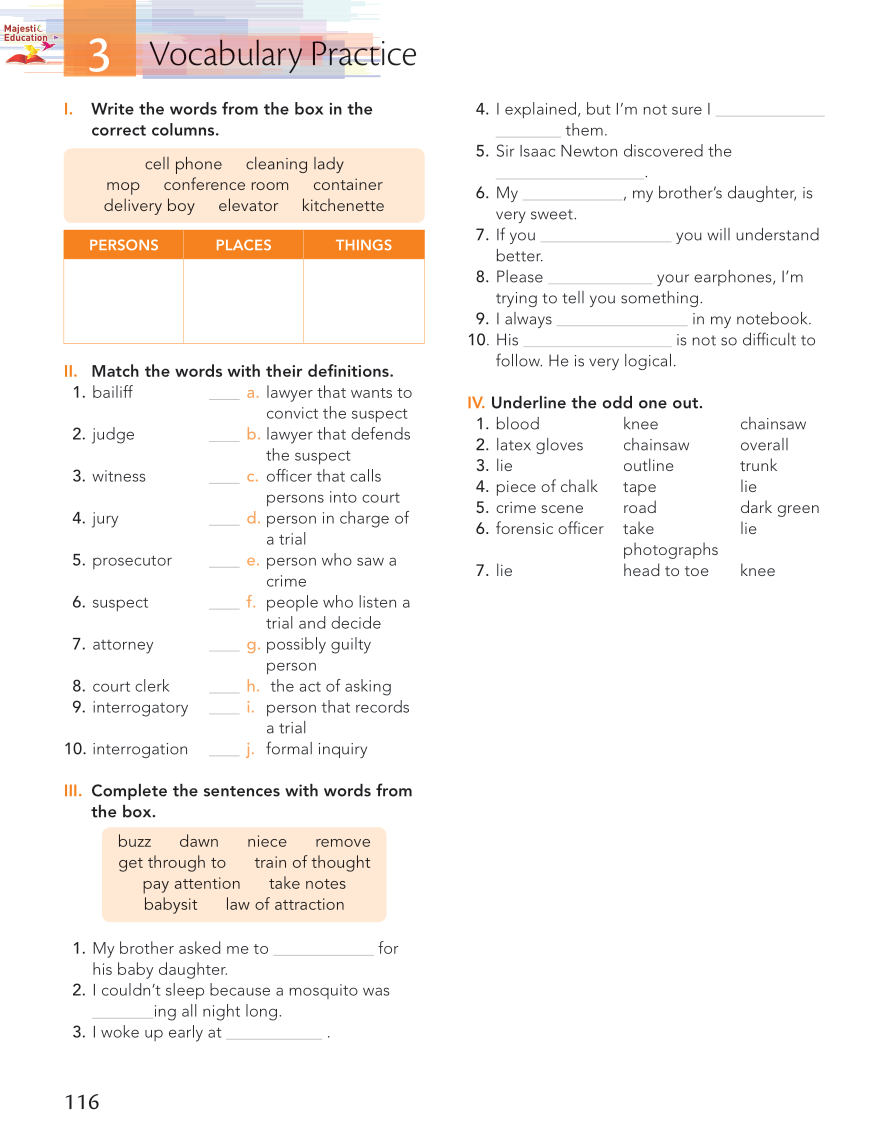 Majestic
Education
3 Vocabulary Practice
I. Write the words from the box in the
correct columns.
cell phone cleaning lady
mop conference room container
delivery boy elevator kitchenette
PERSONS PLACES THINGS
II. Match the words with their definitions.
1. bailiff ____ a. lawyer that wants to
convict the suspect
2. judge ____ b. lawyer that defends
the suspect
3. witness ____ c. officer that calls
persons into court
4. jury ____ d. person in charge of
a trial
5. prosecutor ____ e. person who saw a
crime
6. suspect ____ f. people who listen a
trial and decide
7. attorney ____ g. possibly guilty
person
8. court clerk ____ h. the act of asking
9. interrogatory ____ i. person that records
a trial
10. interrogation ____ j. formal inquiry
III. Complete the sentences with words from
the box.
buzz dawn niece remove
get through to train of thought
pay attention take notes
babysit law of attraction
1. My brother asked me to ____________ for
his baby daughter.
2. I couldn't sleep because a mosquito was
_______ing all night long.
3. I woke up early at ____________ .
4. I explained, but I'm not sure I _____________
________ them.
5. Sir Isaac Newton discovered the
__________________.
6. My ____________, my brother's daughter, is
very sweet.
7. If you ________________ you will understand
better.
8. Please _____________ your earphones, I'm
trying to tell you something.
9. I always ________________ in my notebook.
10. His __________________ is not so difficult to
follow. He is very logical.
IV. Underline the odd one out.
1. blood knee chainsaw
2. latex gloves chainsaw overall
3. lie outline trunk
4. piece of chalk tape lie
5. crime scene road dark green
6. forensic officer take lie
photographs
7. lie head to toe knee
116